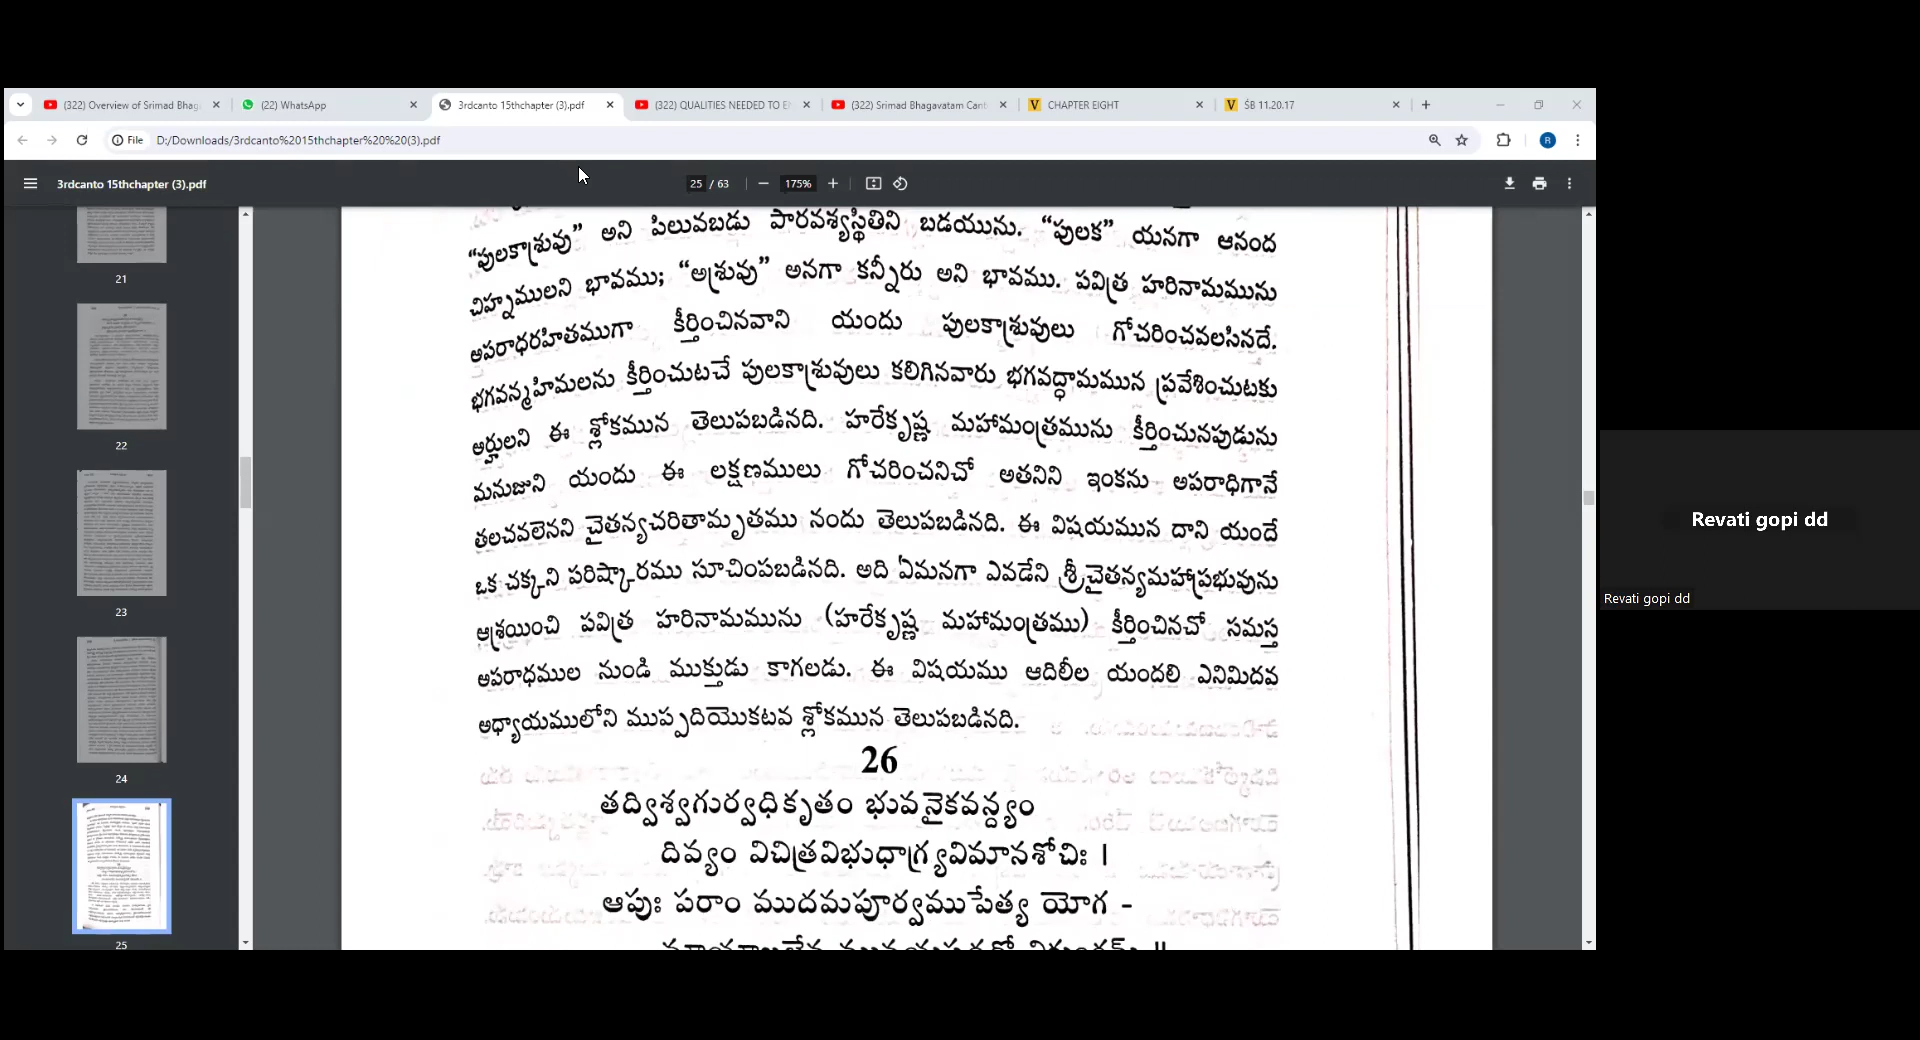 (322) Overview of Srimad Bhag
(22) WhatsApp
3rdcanto 15thchapter (3).pdf
(322) QUALITIES NEEDED TO E
(322) Srimad Bhagavatam Cant
CHAPTER EIGHT
ŚB 11.20.17
File D:/Downloads/3rdcanto%2015thchapter%20%20(3).pdf
R
3rdcanto 15thchapter (3).pdf
25 / 63
175%
21
22
23
24
25
“పులకాశ్రువు” అని పిలువబడు పారవశ్యస్థితిని బడయును. “పులక” యనగా ఆనంద
చిహ్నములని భావము; “అశ్రువు” అనగా కన్నీరు అని భావము. పవిత్ర హరినామమును
అపరాధరహితముగా కీర్తించినవాని యందు పులకాశ్రువులు గోచరించవలసినదే.
భగవన్మహిమలను కీర్తించుటచే పులకాశ్రువులు కలిగినవారు భగవద్ధామమున ప్రవేశించుటకు
అర్హులని ఈ శ్లోకమున తెలుపబడినది. హరేకృష్ణ మహామంత్రమును కీర్తించునపుడును
మనుజుని యందు ఈ లక్షణములు గోచరించనిచో అతనిని ఇంకను అపరాధిగానే
తలచవలెనని చైతన్యచరితామృతము నందు తెలుపబడినది. ఈ విషయమున దాని యందే
ఒక చక్కని పరిష్కారము సూచింపబడినది. అది ఏమనగా ఎవడేని శ్రీచైతన్యమహాప్రభువును
ఆశ్రయించి పవిత్ర హరినామమును (హరేకృష్ణ మహామంత్రము) కీర్తించినచో సమస్త
అపరాధముల నుండి ముక్తుడు కాగలడు. ఈ విషయము ఆదిలీల యందలి ఎనిమిదవ
అధ్యాయములోని ముప్పదియొకటవ శ్లోకమున తెలుపబడినది.
26
తద్విశ్వగుర్వధికృతం భువనైకవన్ద్యం
దివ్యం విచిత్రవిభుధాగ్ర్యవిమానశోచిః |
ఆపుః పరాం ముదమపూర్వముపేత్య యోగ -
Revati gopi dd
Revati gopi dd